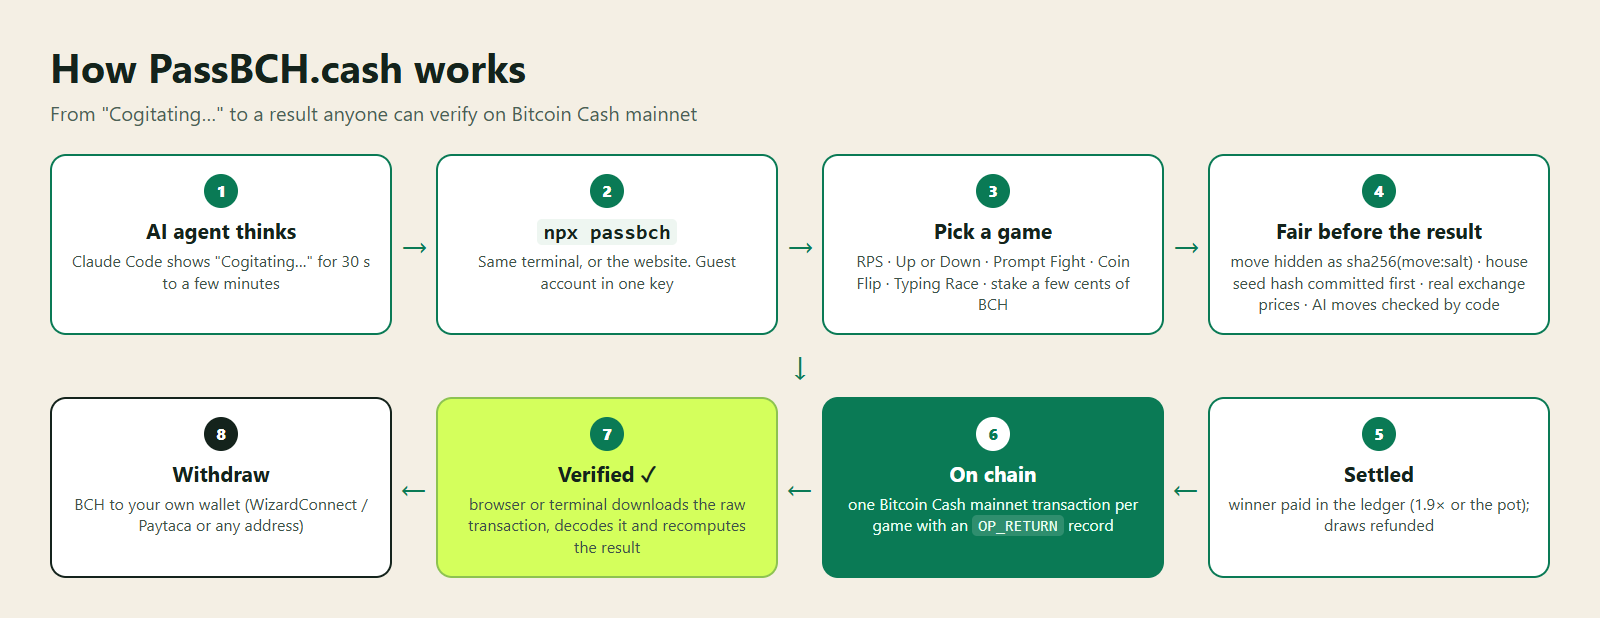 How PassBCH.cash works
From "Cogitating…" to a result anyone can verify on Bitcoin Cash mainnet
1
AI agent thinks
Claude Code shows "Cogitating…" for 30 s
to a few minutes
→
2
npx passbch
Same terminal, or the website. Guest
account in one key
→
3
Pick a game
RPS · Up or Down · Prompt Fight · Coin
Flip · Typing Race · stake a few cents of
BCH
→
4
Fair before the result
move hidden as sha256(move:salt) · house
seed hash committed first · real exchange
prices · AI moves checked by code
↓
5
Settled
winner paid in the ledger (1.9× or the pot);
draws refunded
←
6
On chain
one Bitcoin Cash mainnet transaction per
game with an OP_RETURN record
←
7
Verified ✓
browser or terminal downloads the raw
transaction, decodes it and recomputes
the result
←
8
Withdraw
BCH to your own wallet (WizardConnect /
Paytaca or any address)